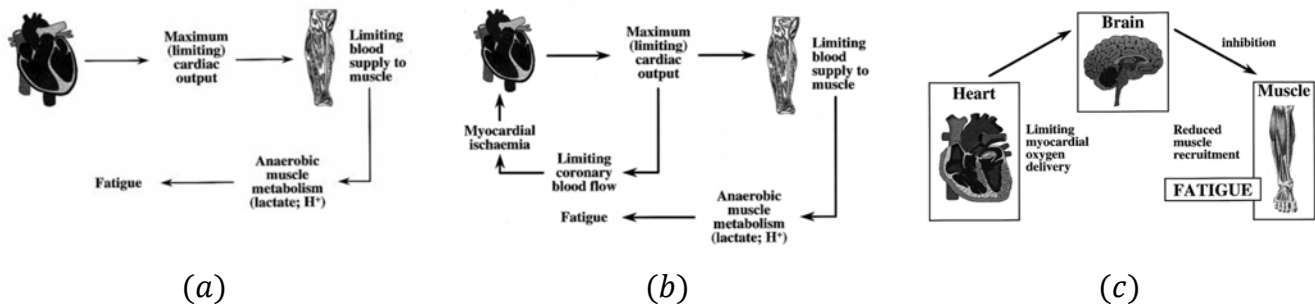 Maximum
(limiting)
cardiac
output
Limiting
blood
supply to
muscle
Anaerobic
muscle
metabolism
(lactate; H⁺)
Fatigue
(a)
Maximum
(limiting)
cardiac
output
Limiting
blood
supply to
muscle
Myocardial
ischaemia
Limiting
coronary
blood flow
Anaerobic
muscle
metabolism
(lactate; H⁺)
Fatigue
(b)
Brain
inhibition
Heart
Muscle
Limiting
myocardial
oxygen
delivery
Reduced
muscle
recruitment
FATIGUE
(c)